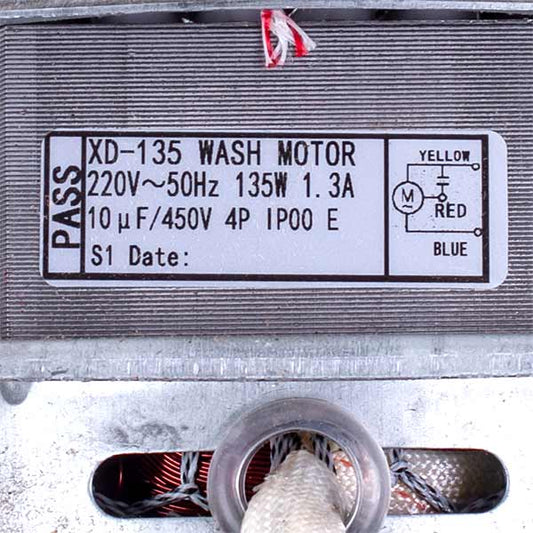 PASS
XD-135 WASH MOTOR
220V~50Hz 135W 1.3A
10μF/450V 4P IP00 E
S1 Date:
YELLOW
M
RED
BLUE